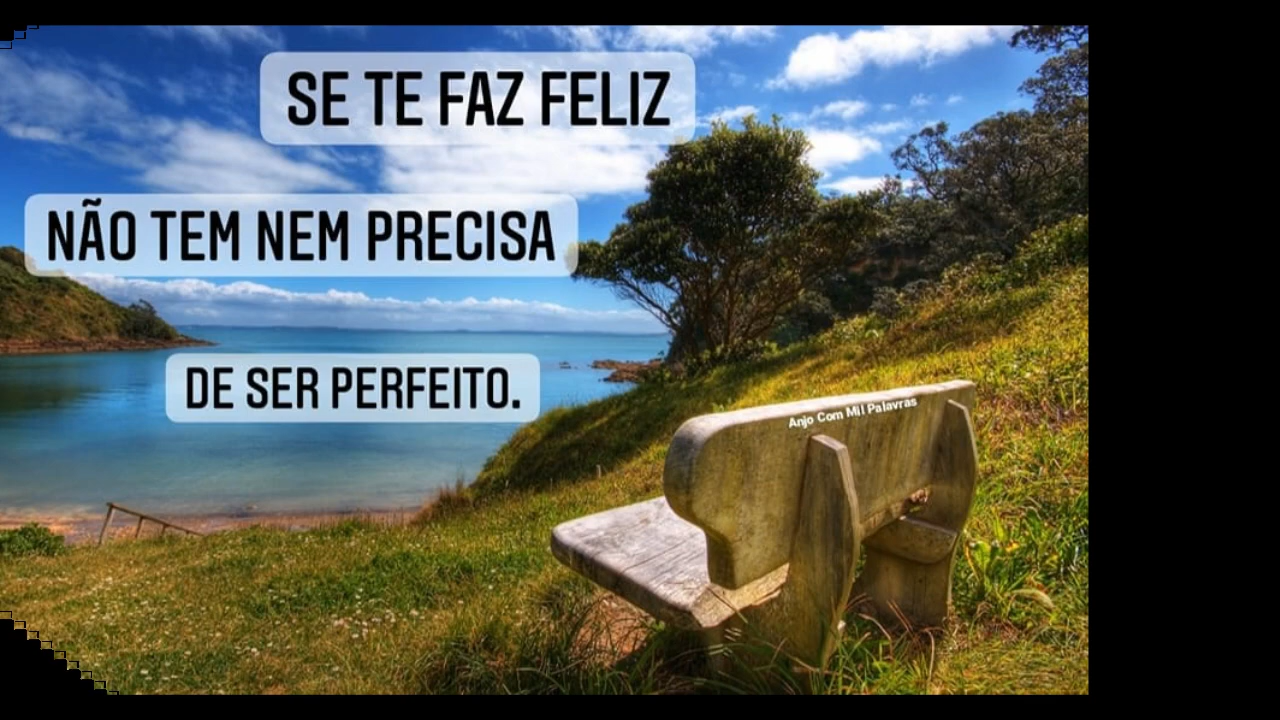 SE TE FAZ FELIZ
NÃO TEM NEM PRECISA
DE SER PERFEITO.
Anjo Com Mil Palavras